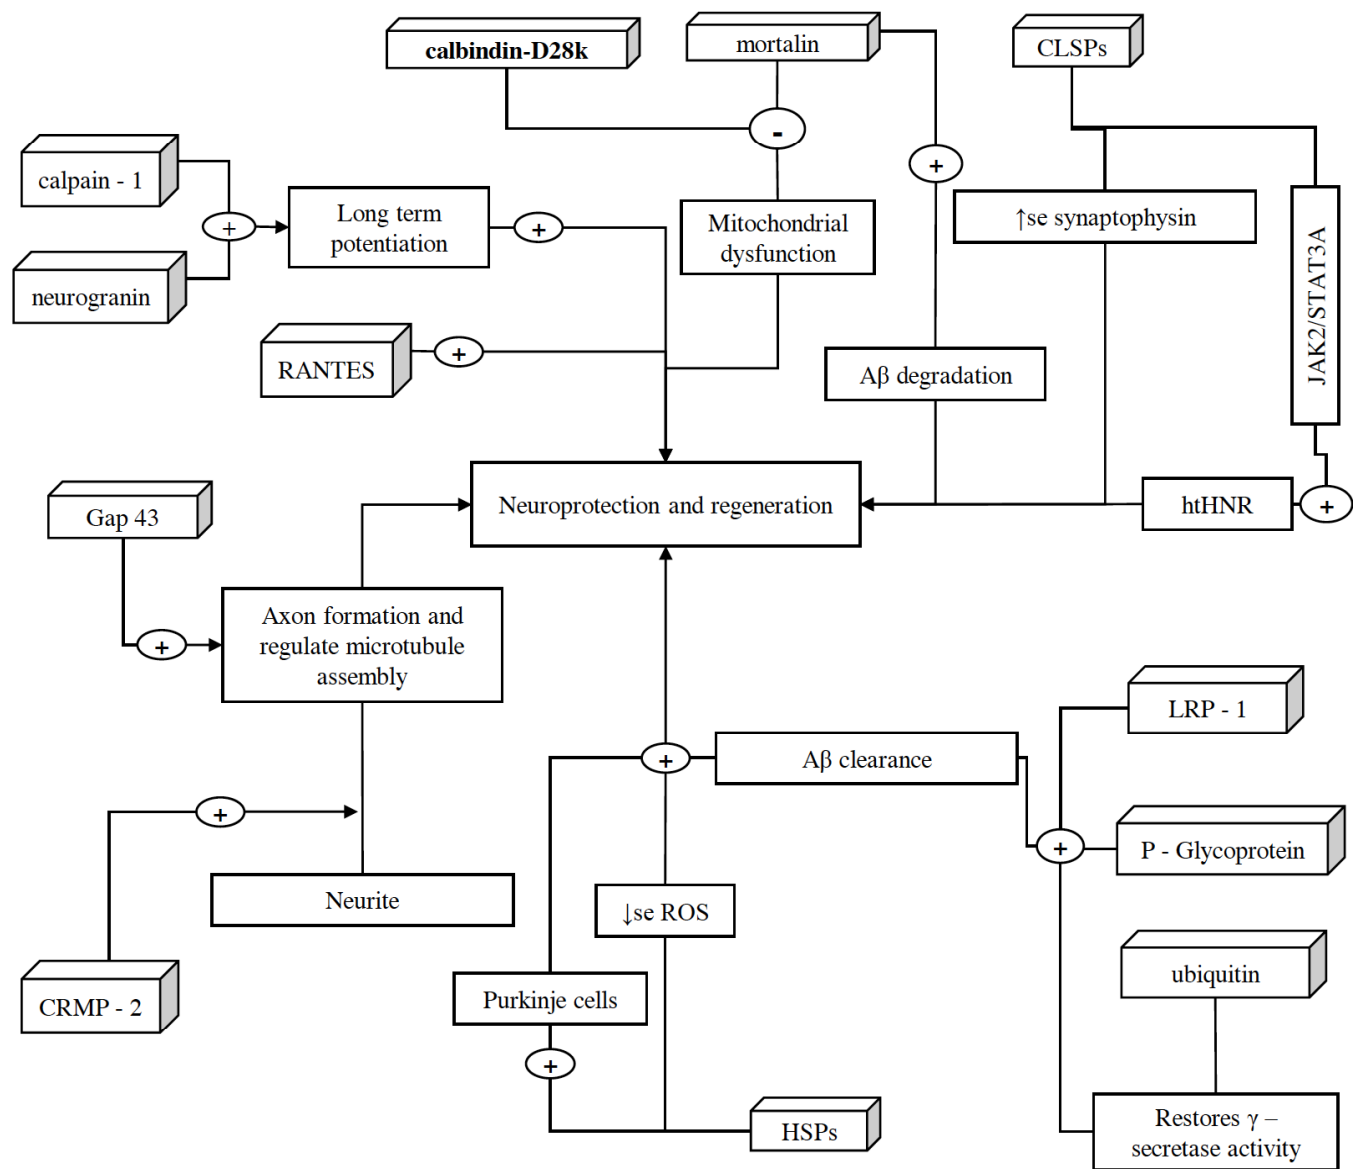 calbindin-D28k
mortalin
CLSPs
-
+
calpain - 1
+
Long term
potentiation
+
Mitochondrial
dysfunction
↑se synaptophysin
JAK2/STAT3A
neurogranin
RANTES
+
Aβ degradation
Neuroprotection and regeneration
htHNR
+
Gap 43
+
Axon formation and
regulate microtubule
assembly
LRP - 1
+
Aβ clearance
+
+
P - Glycoprotein
Neurite
↓se ROS
ubiquitin
CRMP - 2
Purkinje cells
+
HSPs
Restores γ –
secretase activity